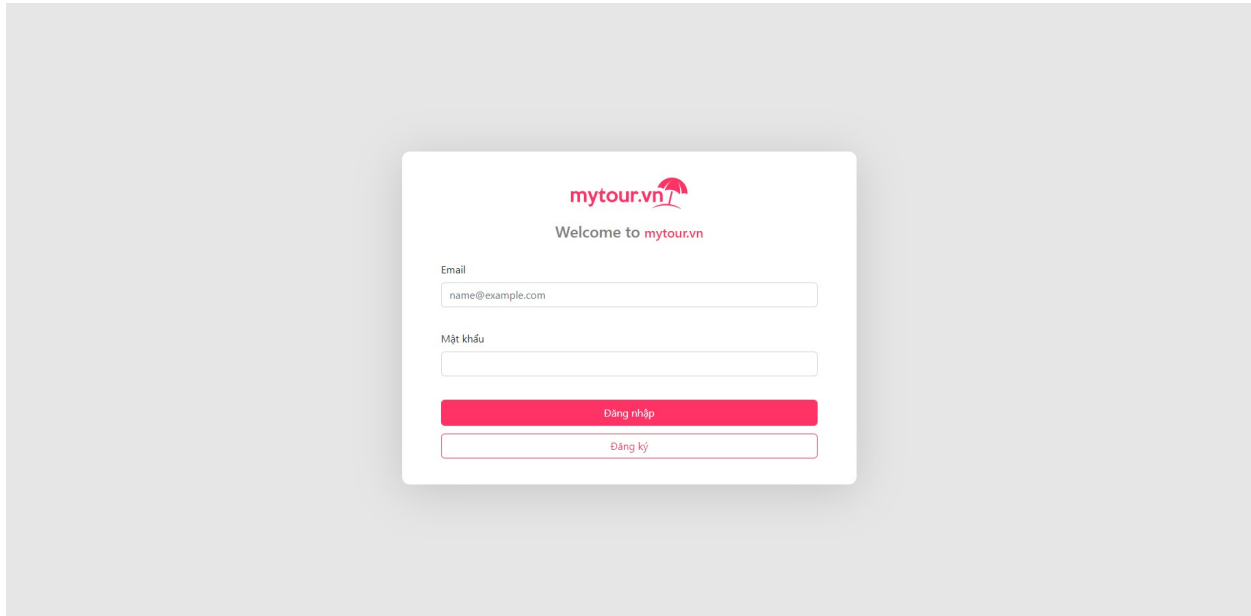 mytour.vn
Welcome to mytour.vn
Email
name@example.com
Mật khẩu
Đăng nhập
Đăng ký